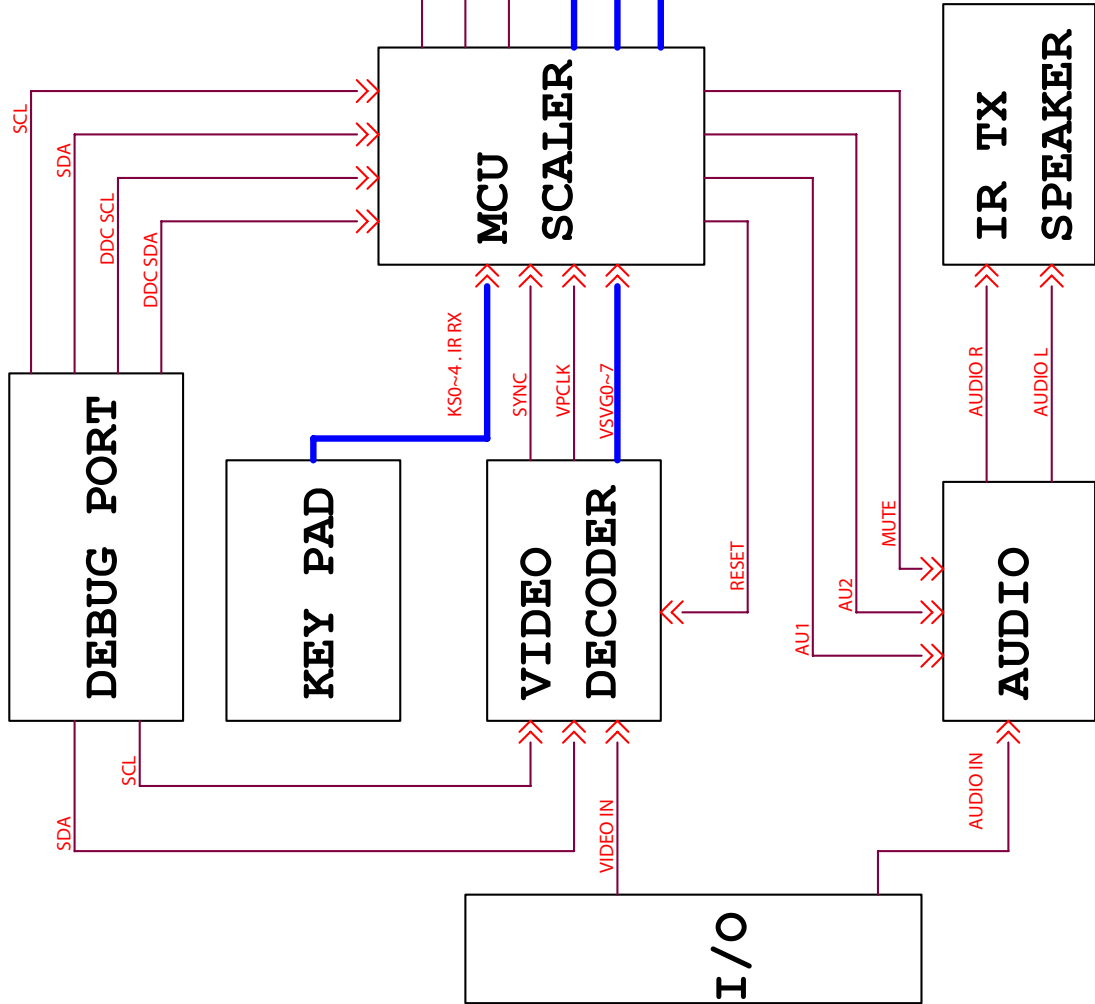 SCL
SDA
DDC SCL
DDC SDA
DEBUG PORT
SDA
SCL
KEY PAD
KS0~4 . IR RX
MCU
SCALER
SYNC
VPCLK
VSVG0~7
VIDEO
DECODER
VIDEO IN
RESET
I/O
AU1
AU2
MUTE
AUDIO
AUDIO IN
AUDIO R
AUDIO L
IR TX
SPEAKER